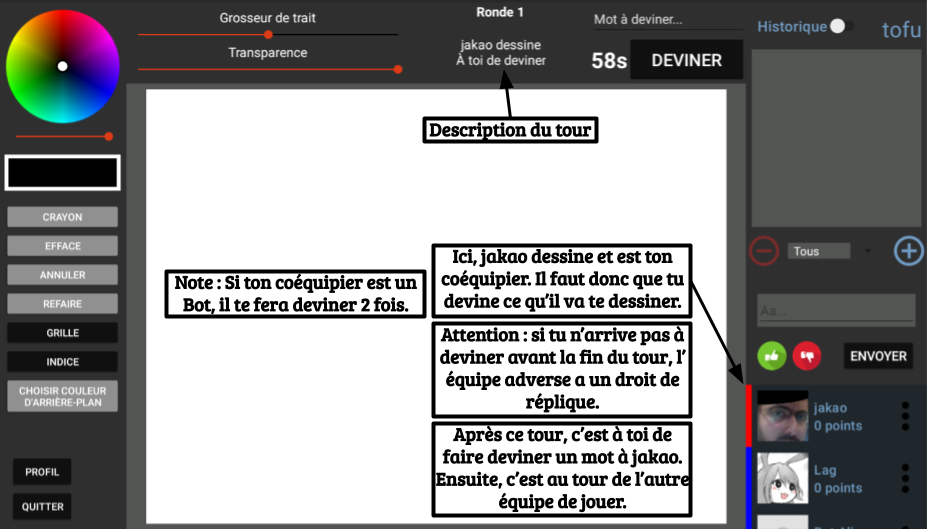 Grosseur de trait
Transparence
Ronde 1
jakao dessine
À toi de deviner
Mot à deviner...
58s
DEVINER
Historique
tofu
Description du tour
CRAYON
EFFACE
ANNULER
REFAIRE
GRILLE
INDICE
CHOISIR COULEUR
D'ARRIÈRE-PLAN
PROFIL
QUITTER
Note : Si ton coéquipier est un
Bot, il te fera deviner 2 fois.
Ici, jakao dessine et est ton
coéquipier. Il faut donc que tu
devine ce qu'il va te dessiner.
Attention : si tu n'arrive pas à
deviner avant la fin du tour, l'
équipe adverse a un droit de
réplique.
Après ce tour, c'est à toi de
faire deviner un mot à jakao.
Ensuite, c'est au tour de l'autre
équipe de jouer.
Tous
Aa...
ENVOYER
jakao
0 points
Lag
0 points